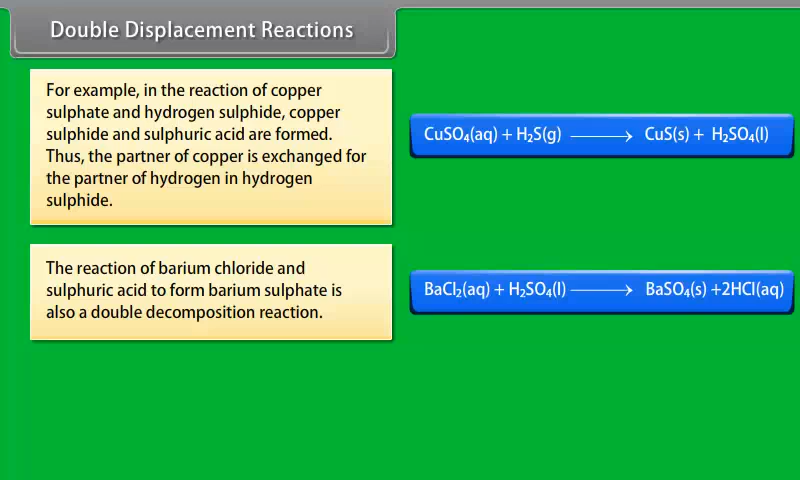 Double Displacement Reactions
For example, in the reaction of copper
sulphate and hydrogen sulphide, copper
sulphide and sulphuric acid are formed.
Thus, the partner of copper is exchanged for
the partner of hydrogen in hydrogen
sulphide.
CuSO₄(aq) + H₂S(g) ⟶ CuS(s) + H₂SO₄(l)
The reaction of barium chloride and
sulphuric acid to form barium sulphate is
also a double decomposition reaction.
BaCl₂(aq) + H₂SO₄(l) ⟶ BaSO₄(s) +2HCl(aq)